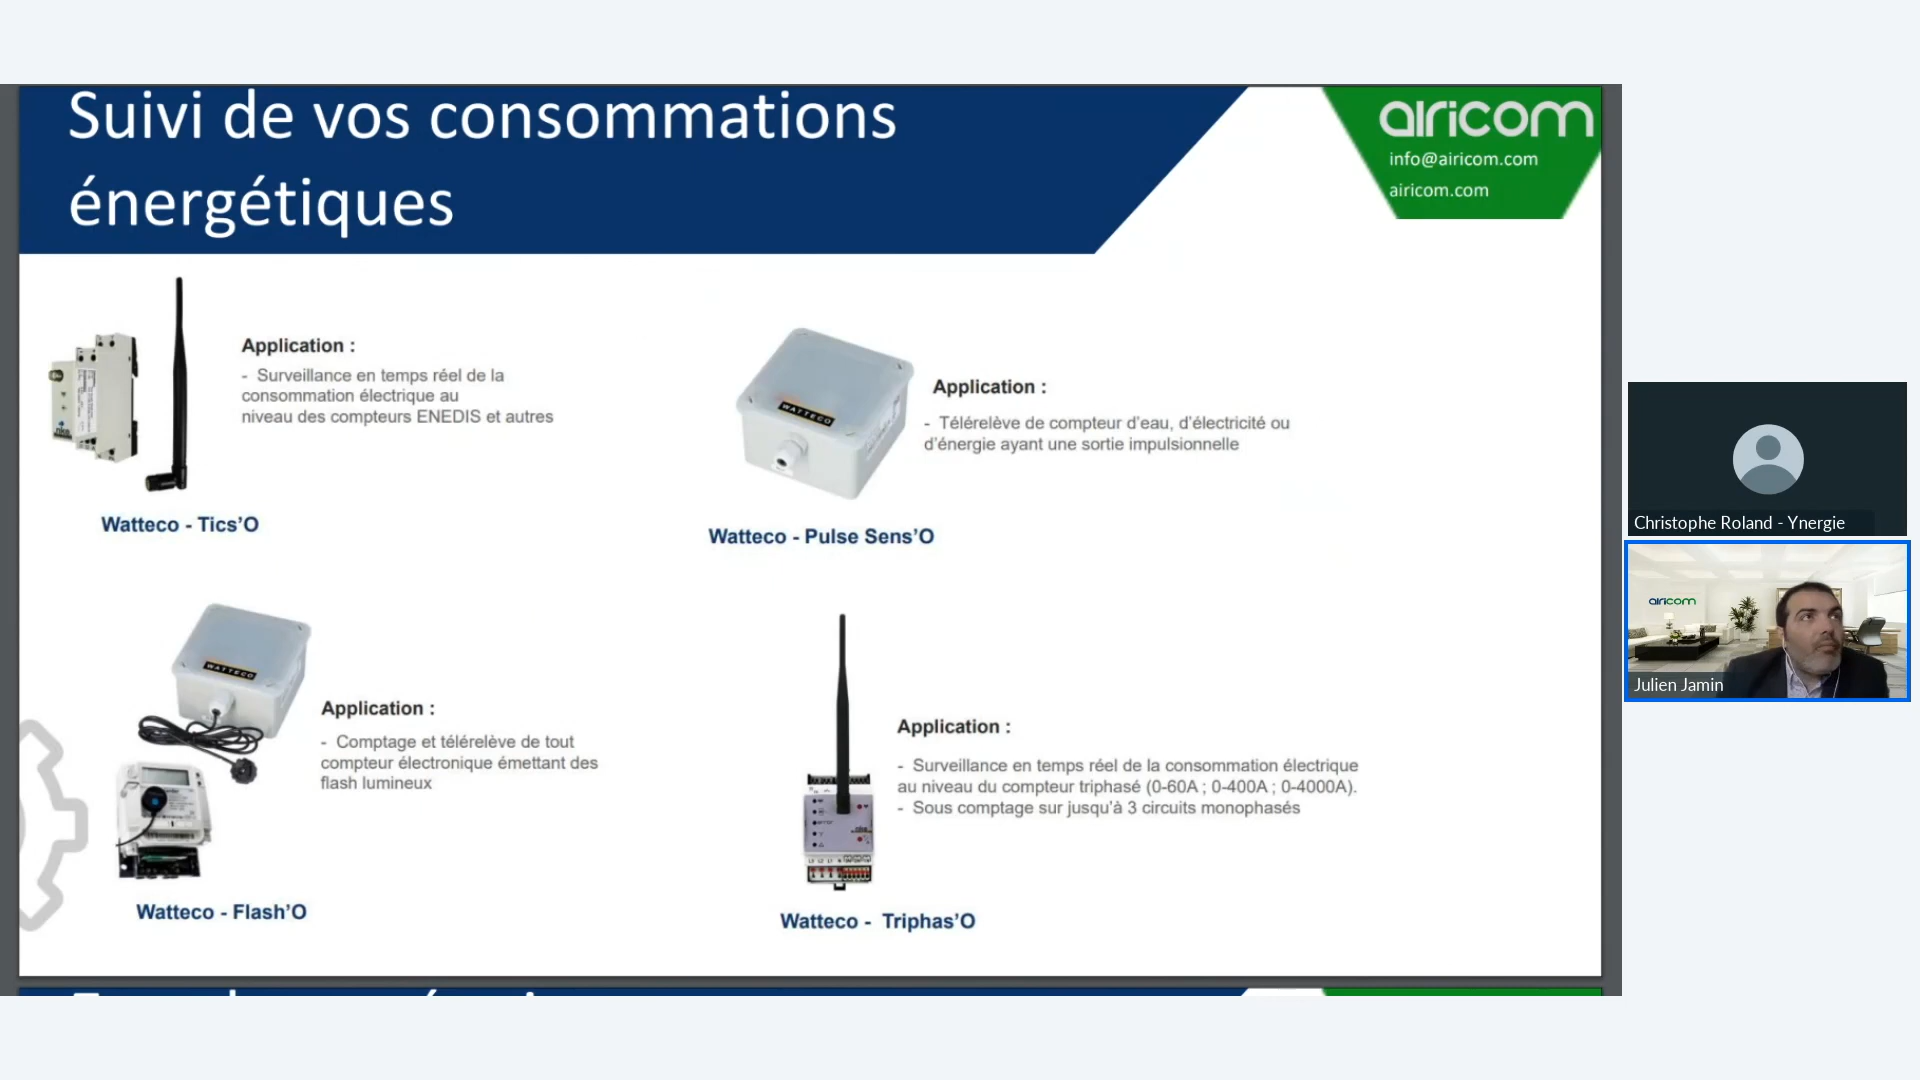 Suivi de vos consommations
énergétiques
airicom
info@airicom.com
airicom.com
Application :
- Surveillance en temps réel de la
consommation électrique au
niveau des compteurs ENEDIS et autres
Watteco - Tics’O
WATTECO
Application :
- Télérelève de compteur d’eau, d’électricité ou
d’énergie ayant une sortie impulsionnelle
Watteco - Pulse Sens’O
WATTECO
Application :
- Comptage et télérelève de tout
compteur électronique émettant des
flash lumineux
Watteco - Flash’O
Application :
- Surveillance en temps réel de la consommation électrique
au niveau du compteur triphasé (0-60A ; 0-400A ; 0-4000A).
- Sous comptage sur jusqu’à 3 circuits monophasés
Watteco - Triphas’O
Christophe Roland - Ynergie
airicom
Julien Jamin